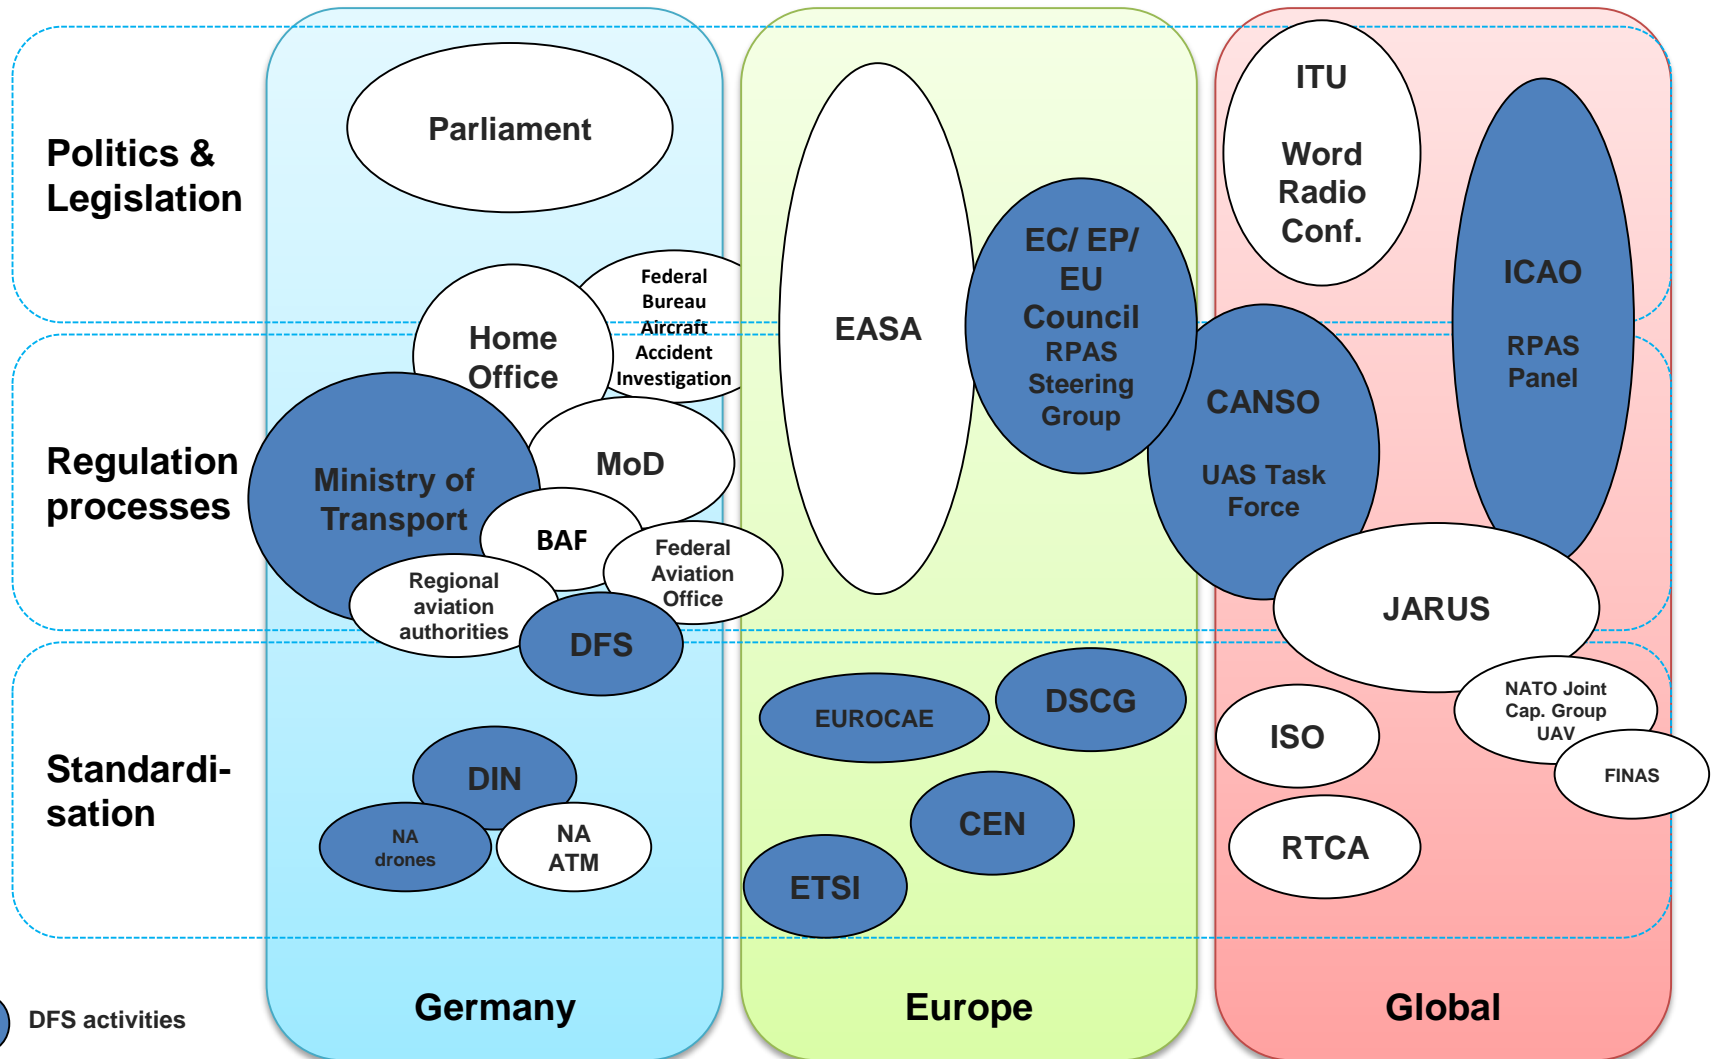 Politics &
Legislation
Parliament
Home
Office
Federal
Bureau
Aircraft
Accident
Investigation
EASA
EC/ EP/
EU
Council
RPAS
Steering
Group
ITU
Word
Radio
Conf.
ICAO
RPAS
Panel
Regulation
processes
Ministry of
Transport
MoD
BAF
Federal
Aviation
Office
Regional
aviation
authorities
DFS
CANSO
UAS Task
Force
JARUS
Standardi-
sation
DIN
NA
drones
NA
ATM
EUROCAE
DSCG
CEN
ETSI
ISO
RTCA
NATO Joint
Cap. Group
UAV
FINAS
DFS activities
Germany
Europe
Global